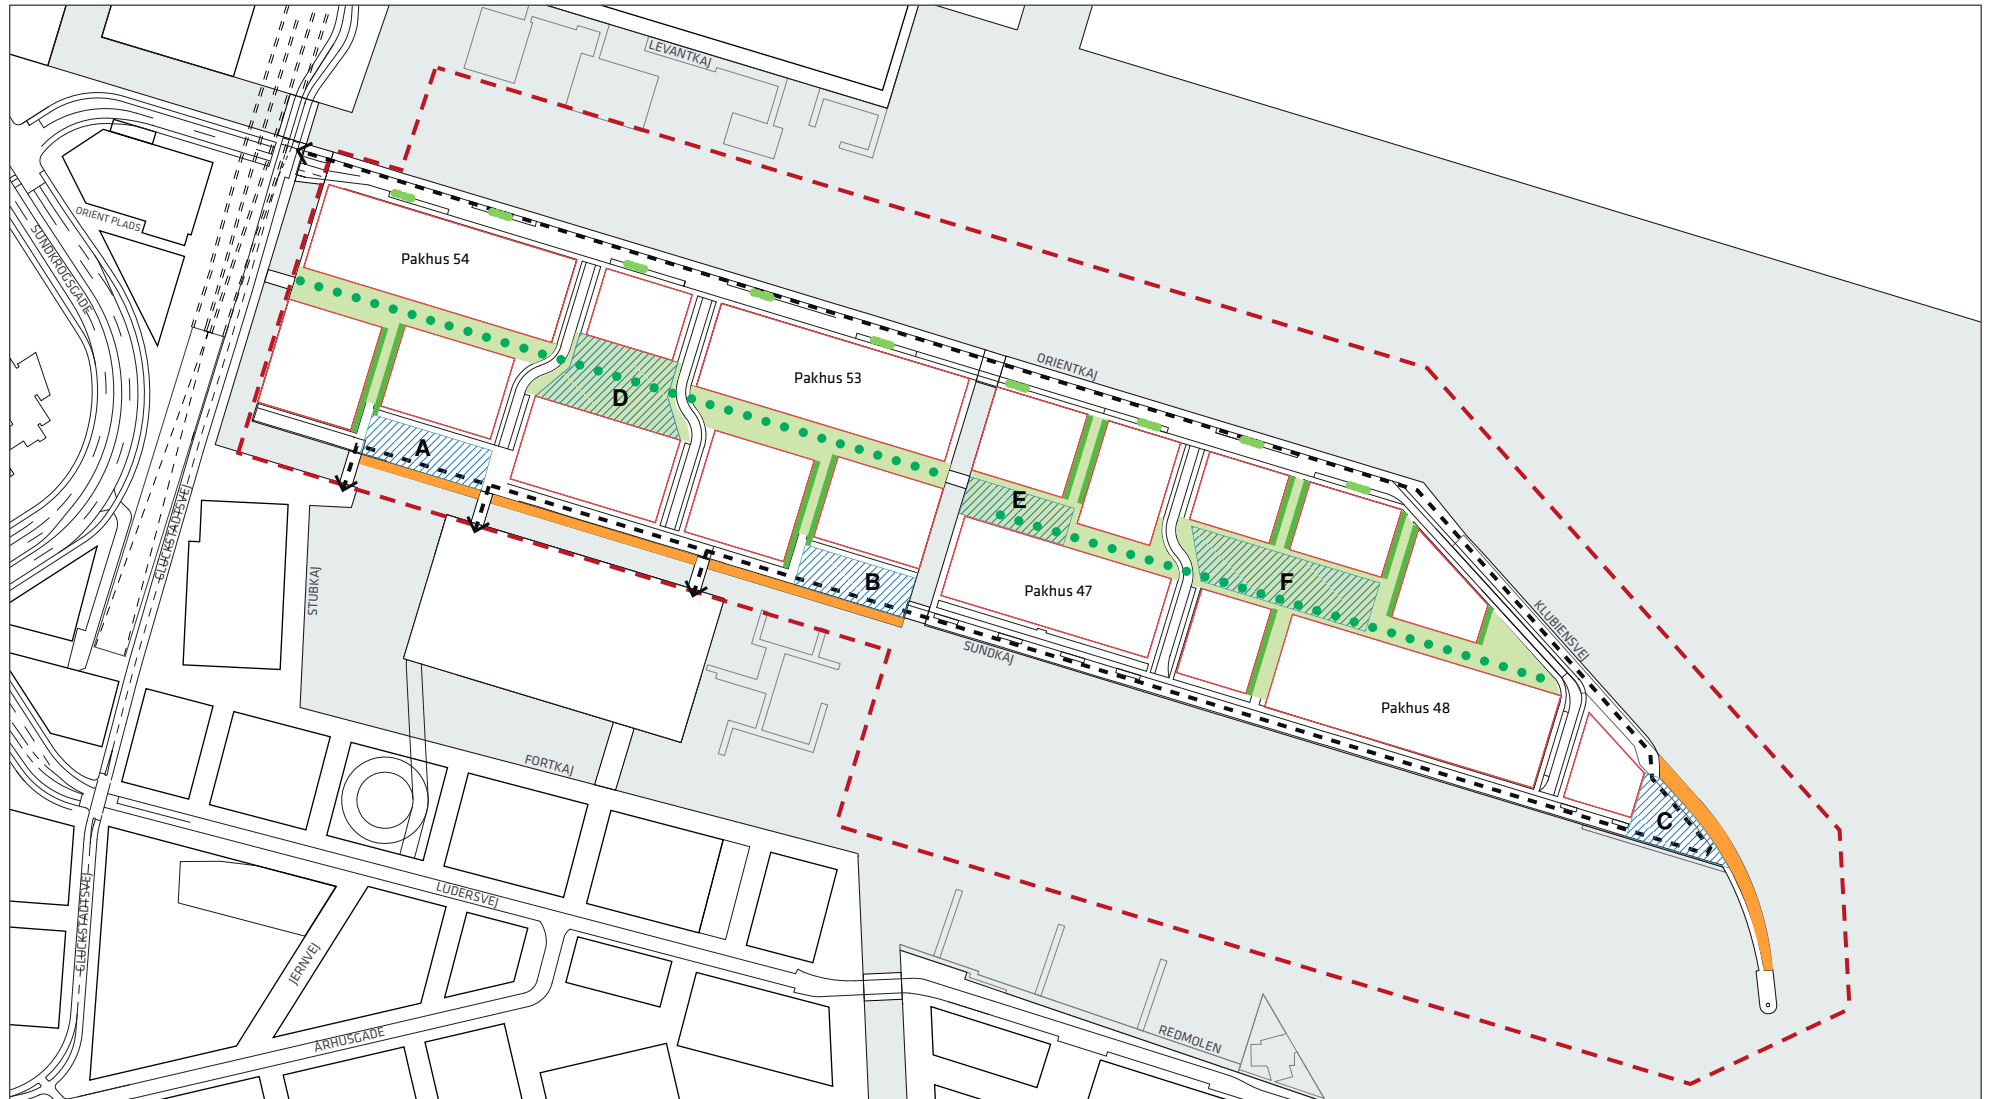 LEVANTKAJ
ORIENT PLADS
SUNDKROGSGADE
Pakhus 54
ORIENTKAJ
Pakhus 53
D
A
E
B
F
Pakhus 47
GLÜCKSTADTSVEJ
STUBKAJ
SUNDKAJ
KLUBIENSVEJ
Pakhus 48
FORTKAJ
C
LÜDERSVEJ
GLÜCKSTADTSVEJ
JERNVEJ
ÅRHUSGADE
REDMOLEN